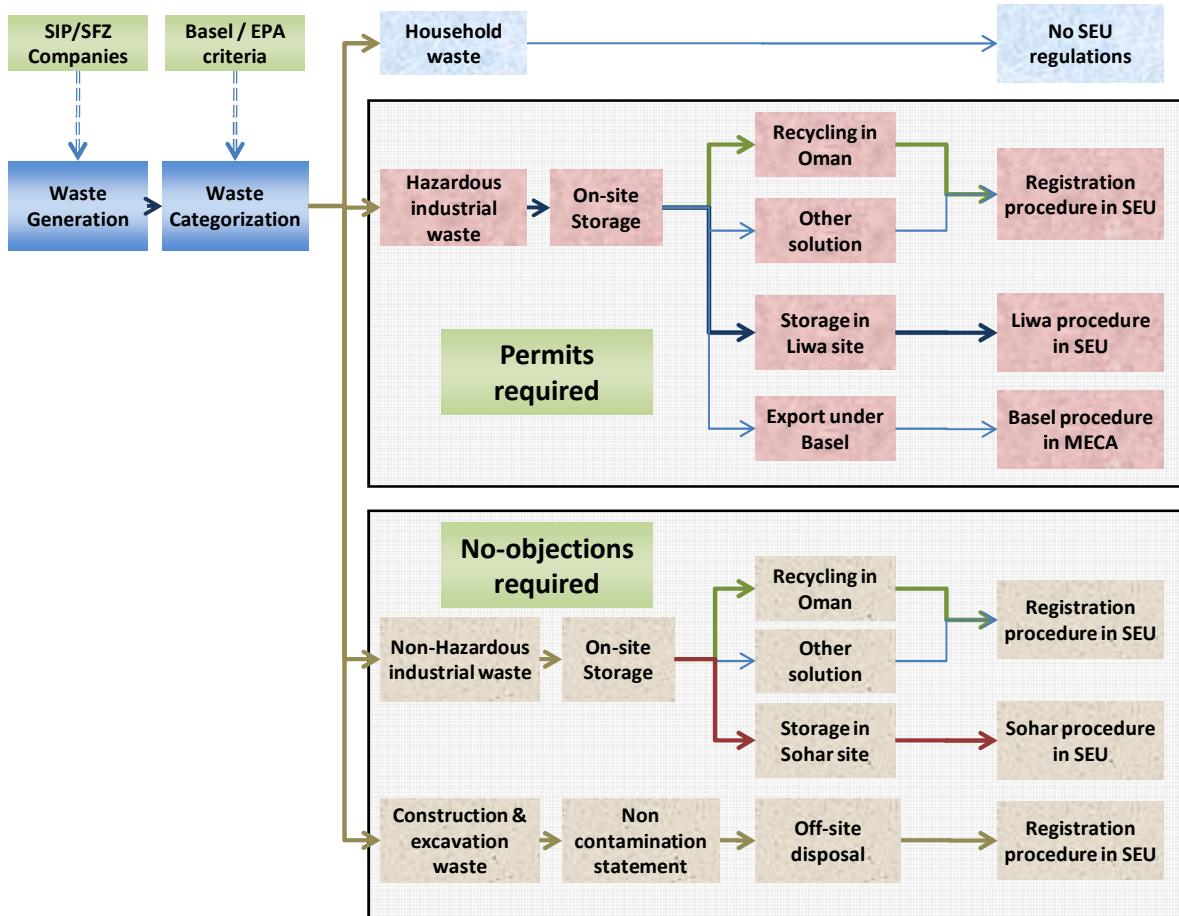 SIP/SFZ
Companies
Basel / EPA
criteria
Household
waste
No SEU
regulations
Waste
Generation
Waste
Categorization
Hazardous
industrial
waste
On-site
Storage
Recycling in
Oman
Other
solution
Registration
procedure in SEU
Storage in
Liwa site
Liwa procedure
in SEU
Permits
required
Export under
Basel
Basel procedure
in MECA
No-objections
required
Non-Hazardous
industrial waste
On-site
Storage
Recycling in
Oman
Other
solution
Registration
procedure in SEU
Storage in
Sohar site
Sohar procedure
in SEU
Construction &
excavation
waste
Non
contamination
statement
Off-site
disposal
Registration
procedure in SEU